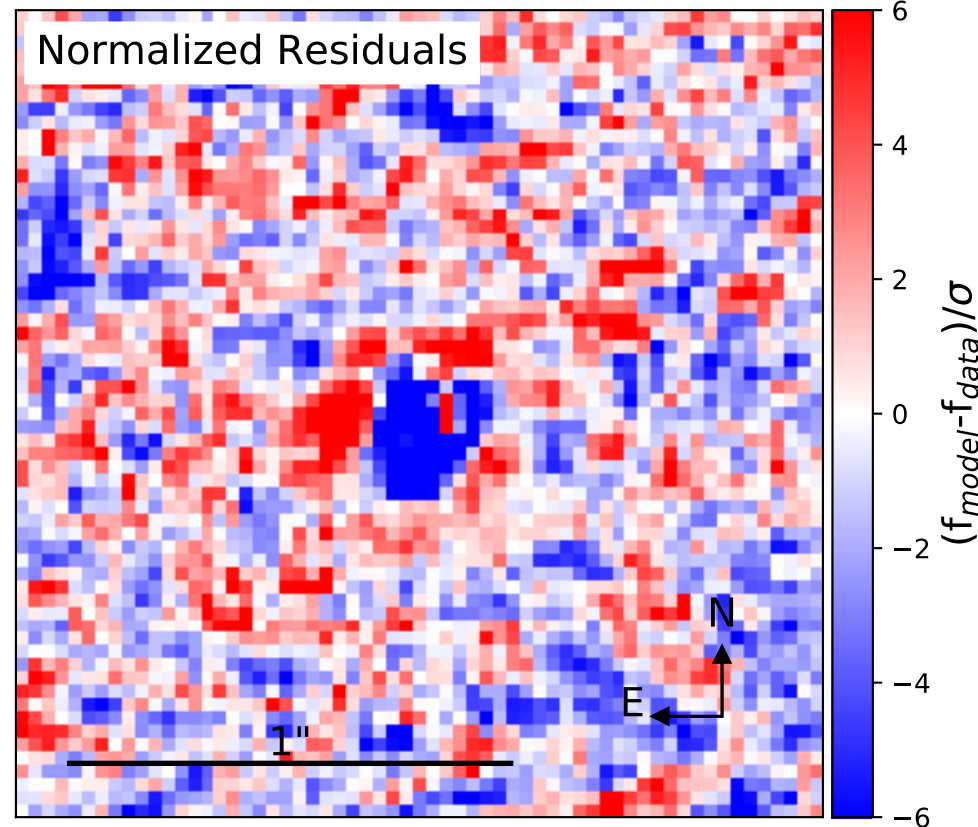 Normalized Residuals
6
4
2
0
−2
−4
−6
(f_model-f_data)/σ
N
E
1"